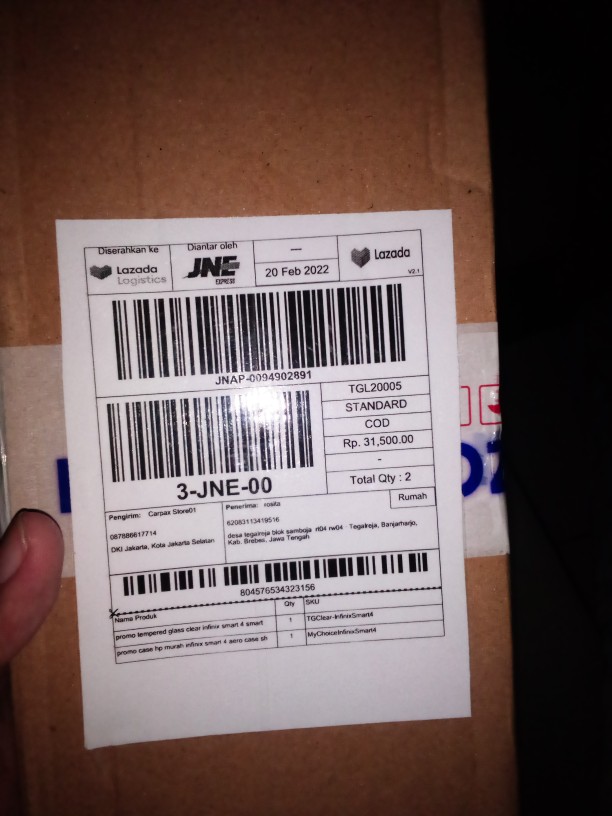 Diserahkan ke
Lazada
Logistics
Diantar oleh
JNE
EXPRESS
---
20 Feb 2022
Lazada
V2.1
JNAP-0094902891
3-JNE-00
TGL20005
STANDARD
COD
Rp. 31,500.00
-
Total Qty : 2
Rumah
Pengirim: Carpax Store01
087886617714
DKI Jakarta, Kota Jakarta Selatan
Penerima: rosita
62083113419516
desa tegalreja blok samboja rt04 rw04 Tegalreja, Banjarharjo,
Kab. Brebes, Jawa Tengah
804576534323156
Nama Produk Qty SKU
promo tempered glass clear infinix smart 4 smart 1 TGClear-InfinixSmart4
promo case hp murah infinix smart 4 aero case sh 1 MyChoiceInfinixSmart4